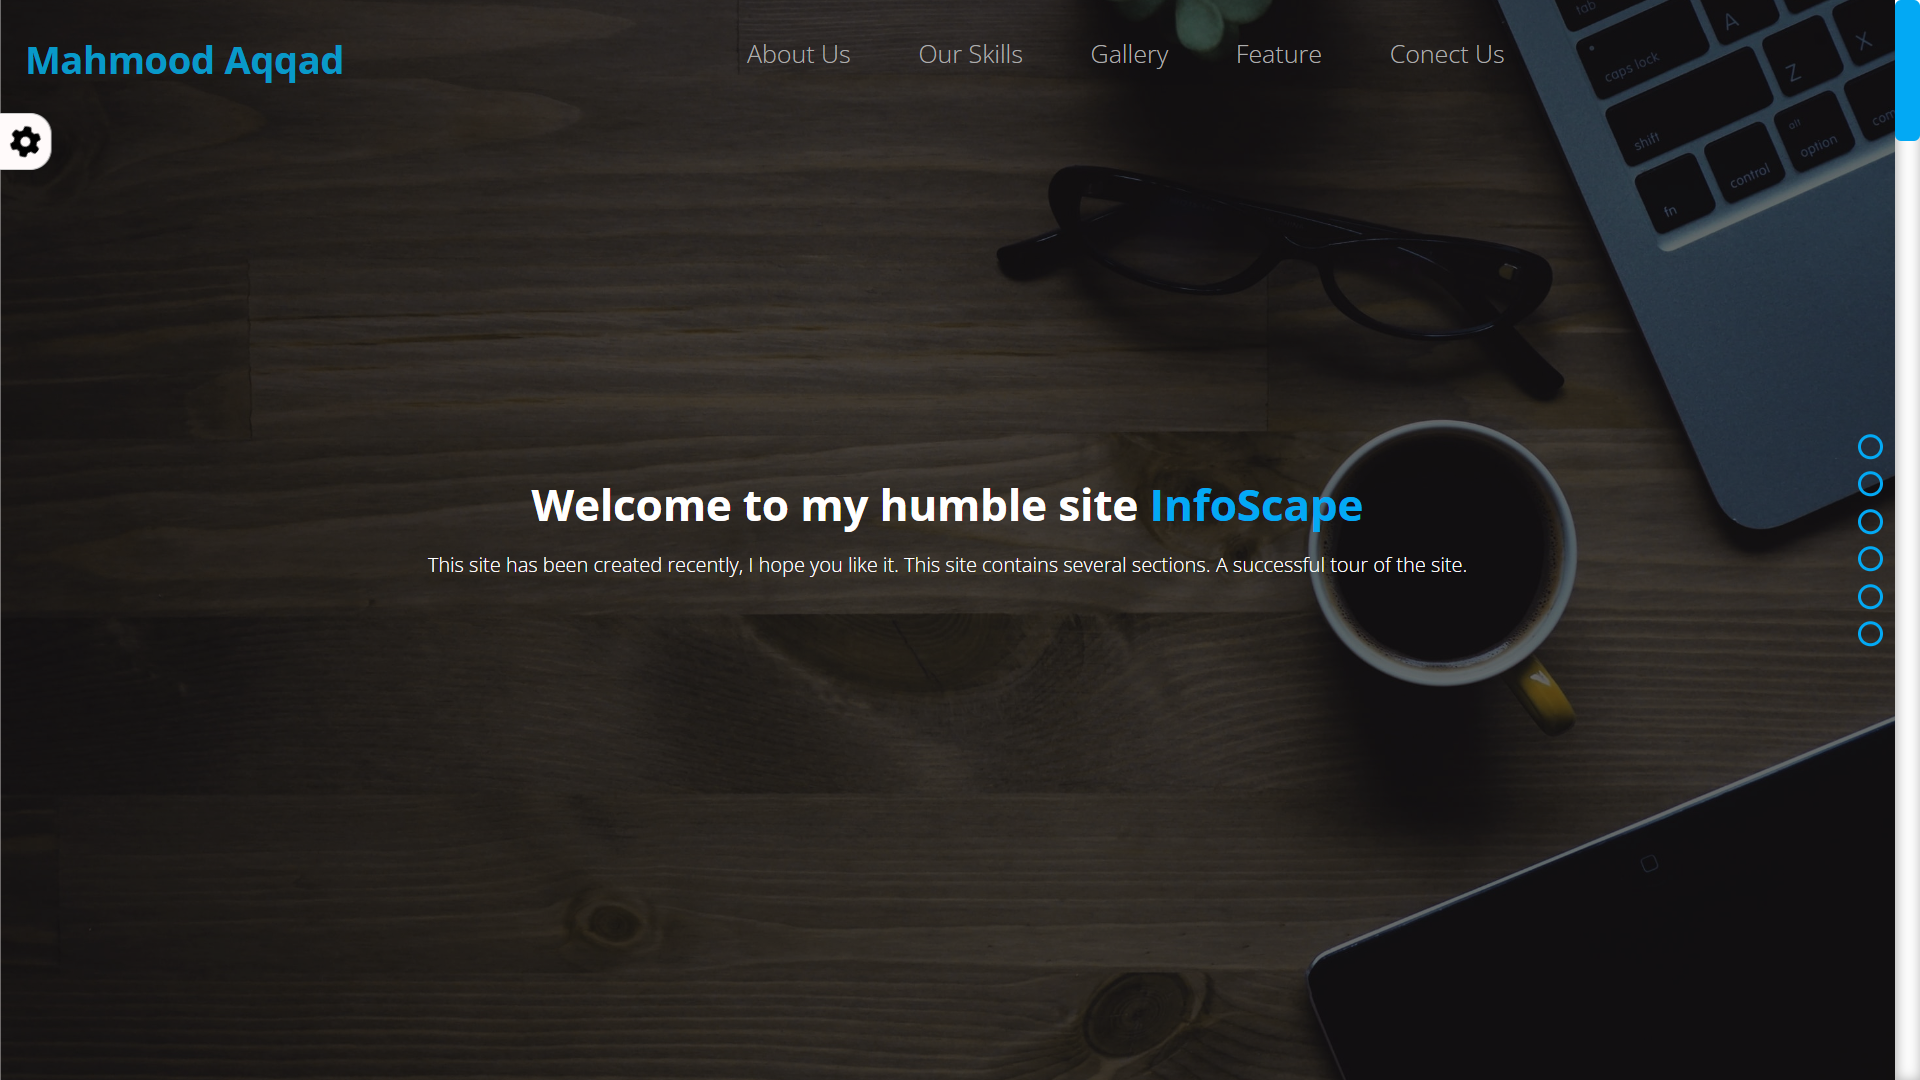 Mahmood Aqqad
About Us
Our Skills
Gallery
Feature
Conect Us
tab
caps lock
A
Z
X
shift
alt
option
control
fn
Welcome to my humble site InfoScape
This site has been created recently, I hope you like it. This site contains several sections. A successful tour of the site.